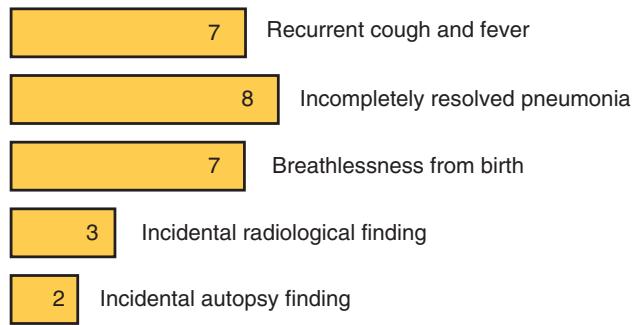 7 Recurrent cough and fever
8 Incompletely resolved pneumonia
7 Breathlessness from birth
3 Incidental radiological finding
2 Incidental autopsy finding